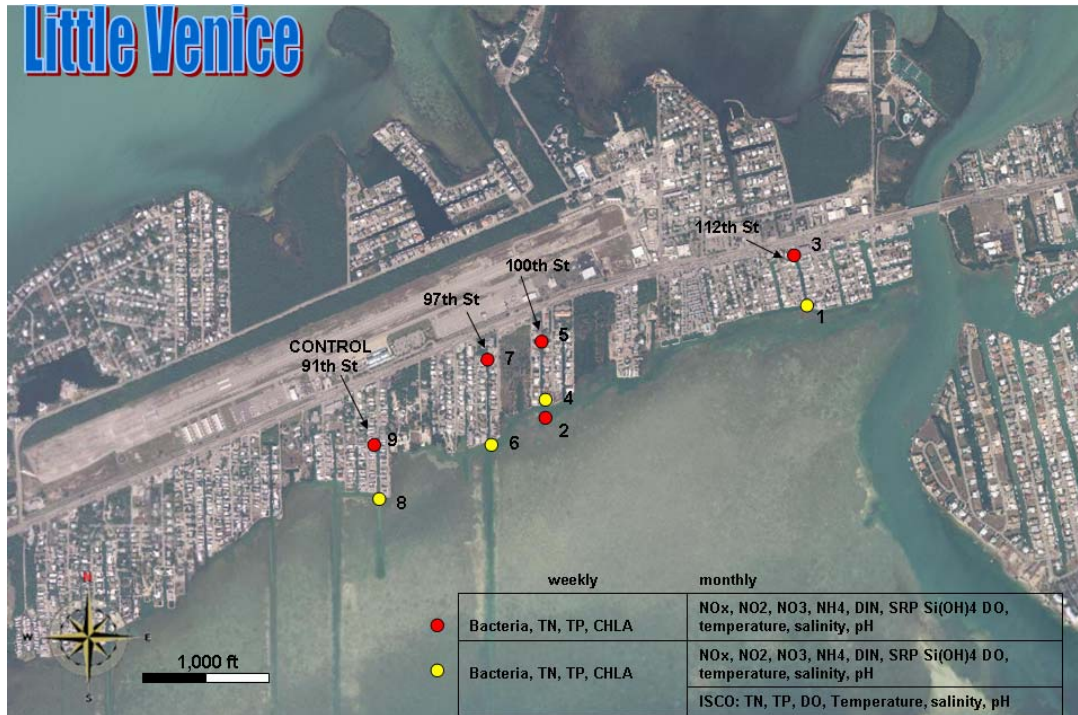 Little Venice
112th St
3
1
100th St
5
97th St
7
4
2
CONTROL
91th St
9
6
8
N
W
E
S
1,000 ft
weekly
monthly
Bacteria, TN, TP, CHLA
NOx, NO2, NO3, NH4, DIN, SRP Si(OH)4 DO,
temperature, salinity, pH
Bacteria, TN, TP, CHLA
NOx, NO2, NO3, NH4, DIN, SRP Si(OH)4 DO,
temperature, salinity, pH
ISCO: TN, TP, DO, Temperature, salinity, pH